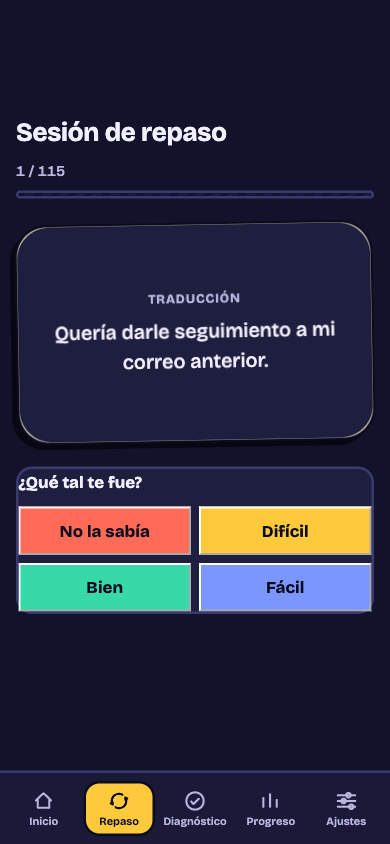 Sesión de repaso
1 / 115
TRADUCCIÓN
Quería darle seguimiento a mi
correo anterior.
¿Qué tal te fue?
No la sabía
Difícil
Bien
Fácil
Inicio
Repaso
Diagnóstico
Progreso
Ajustes